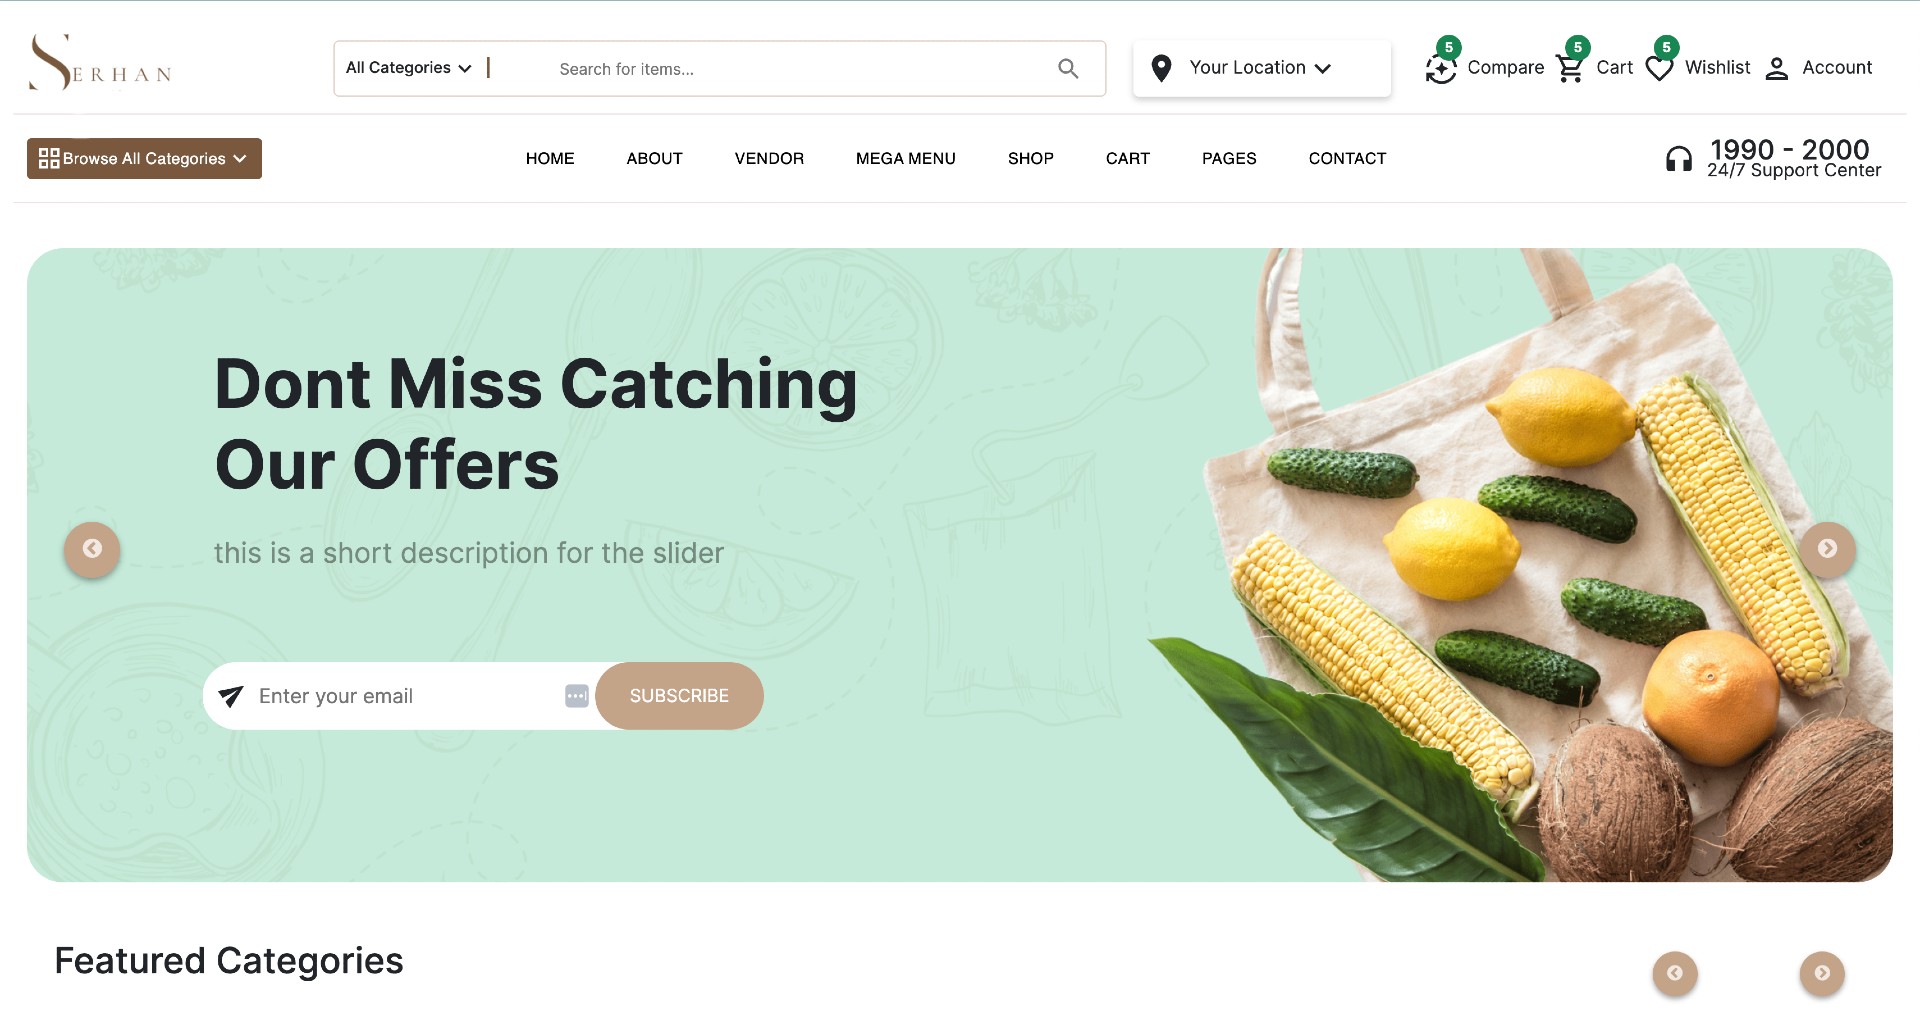 SERHAN
All Categories
Search for items...
Your Location
5
Compare
5
Cart
5
Wishlist
Account
Browse All Categories
HOME
ABOUT
VENDOR
MEGA MENU
SHOP
CART
PAGES
CONTACT
1990 - 2000
24/7 Support Center
Dont Miss Catching
Our Offers
this is a short description for the slider
Enter your email
SUBSCRIBE
Featured Categories